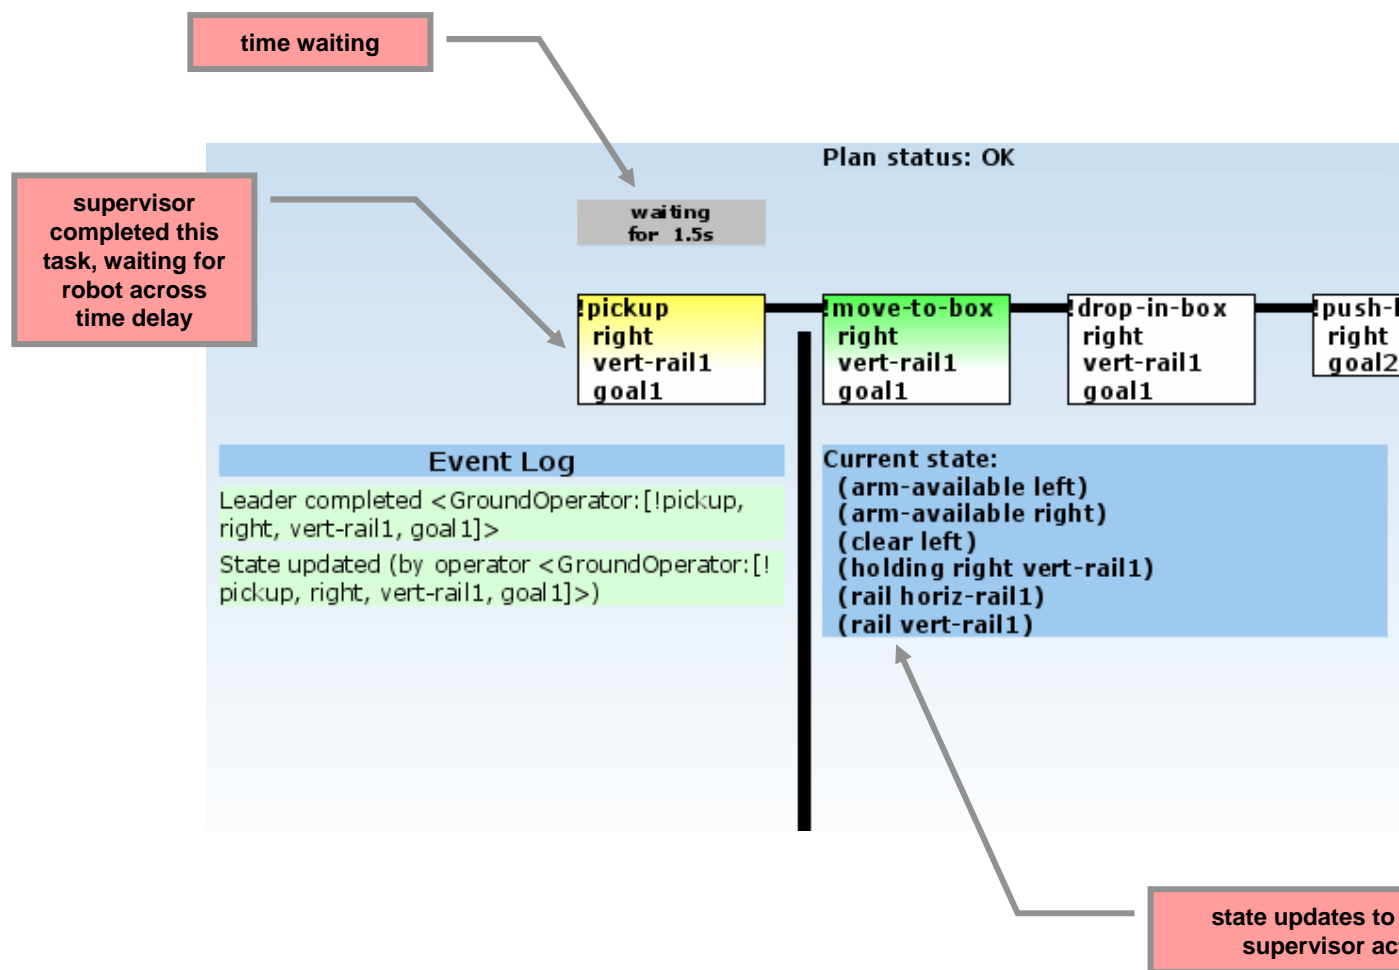 time waiting
Plan status: OK
supervisor
completed this
task, waiting for
robot across
time delay
waiting
for 1.5s
!pickup
right
vert-rail1
goal1
!move-to-box
right
vert-rail1
goal1
!drop-in-box
right
vert-rail1
goal1
right
goal2
Event Log
Leader completed <GroundOperator:[!pickup,
right, vert-rail1, goal1]>
State updated (by operator <GroundOperator:[!
pickup, right, vert-rail1, goal1]>)
Current state:
(arm-available left)
(arm-available right)
(clear left)
(holding right vert-rail1)
(rail horiz-rail1)
(rail vert-rail1)
state updates to
supervisor